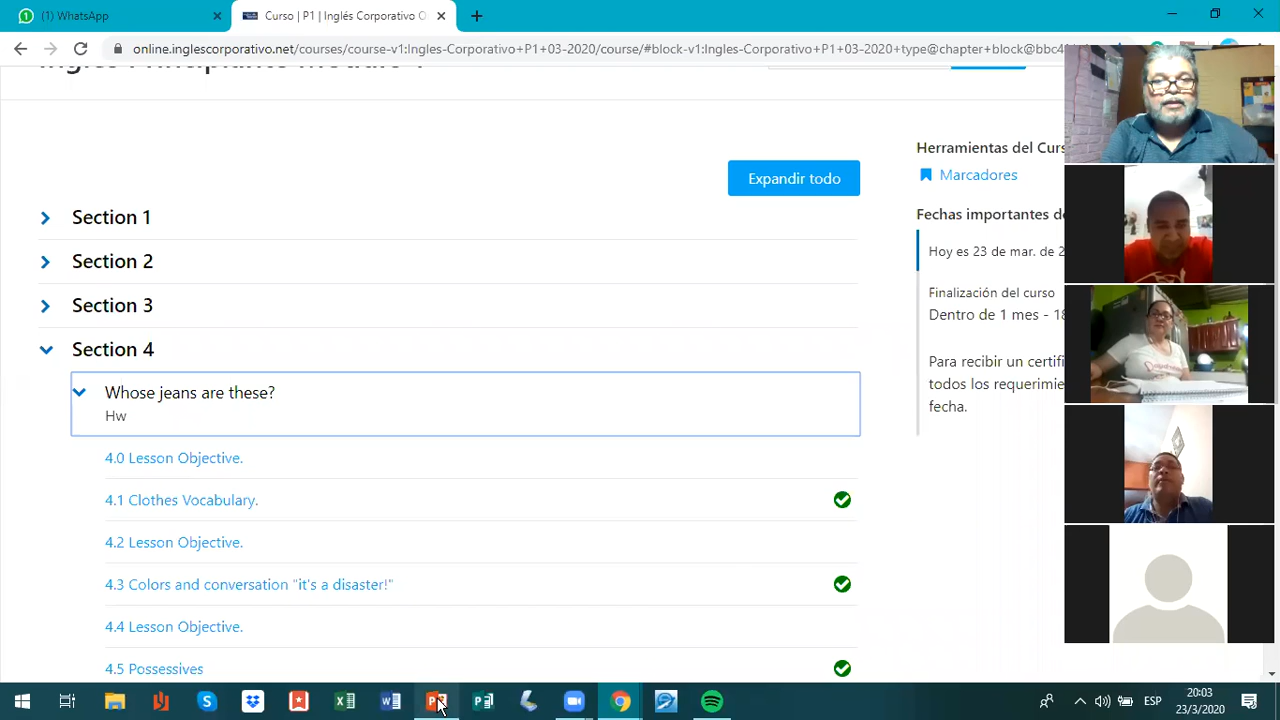 (1) WhatsApp
Curso | P1 | Inglés Corporativo O
online.inglescorporativo.net/courses/course-v1:Ingles-Corporativo+P1+03-2020/course/#block-v1:Ingles-Corporativo+P1+03-2020+type@chapter+block@bbc4
Expandir todo
Section 1
Section 2
Section 3
Section 4
Whose jeans are these?
Hw
4.0 Lesson Objective.
4.1 Clothes Vocabulary.
4.2 Lesson Objective.
4.3 Colors and conversation "it's a disaster!"
4.4 Lesson Objective.
4.5 Possessives
Herramientas del Curs
Marcadores
Fechas importantes de
Hoy es 23 de mar. de 2
Finalización del curso
Dentro de 1 mes - 18
Para recibir un certifi
todos los requerimie
fecha.
ESP
20:03
23/3/2020